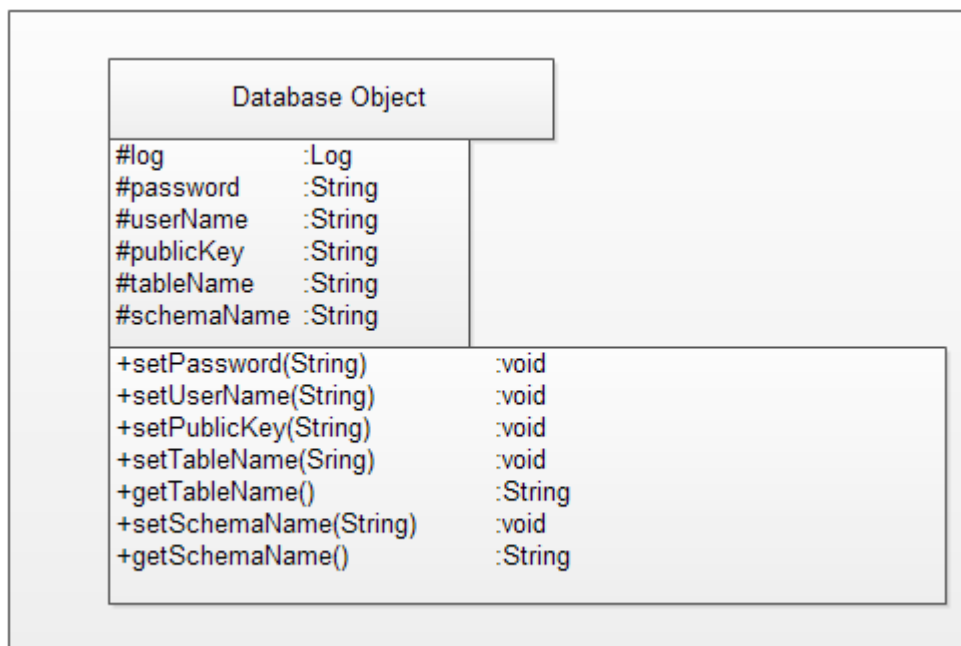 Database Object
#log :Log
#password :String
#userName :String
#publicKey :String
#tableName :String
#schemaName :String
+setPassword(String) :void
+setUserName(String) :void
+setPublicKey(String) :void
+setTableName(Sring) :void
+getTableName() :String
+setSchemaName(String) :void
+getSchemaName() :String